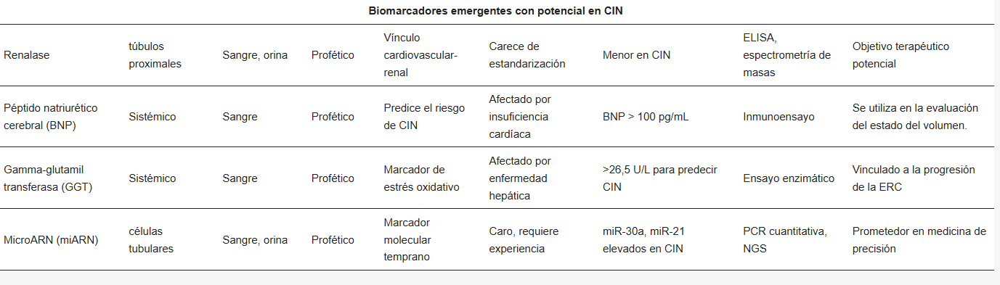 Biomarcadores emergentes con potencial en CIN
Renalase
túbulos
proximales
Sangre, orina
Profético
Vínculo
cardiovascular-
renal
Carece de
estandarización
Menor en CIN
ELISA,
espectrometría de
masas
Objetivo terapéutico
potencial
Péptido natriurético
cerebral (BNP)
Sistémico
Sangre
Profético
Predice el riesgo
de CIN
Afectado por
insuficiencia
cardíaca
BNP > 100 pg/mL
Inmunoensayo
Se utiliza en la evaluación
del estado del volumen.
Gamma-glutamil
transferasa (GGT)
Sistémico
Sangre
Profético
Marcador de
estrés oxidativo
Afectado por
enfermedad
hepática
>26,5 U/L para predecir
CIN
Ensayo enzimático
Vinculado a la progresión
de la ERC
MicroARN (miARN)
células
tubulares
Sangre, orina
Profético
Marcador
molecular
temprano
Caro, requiere
experiencia
miR-30a, miR-21
elevados en CIN
PCR cuantitativa,
NGS
Prometedor en medicina de
precisión